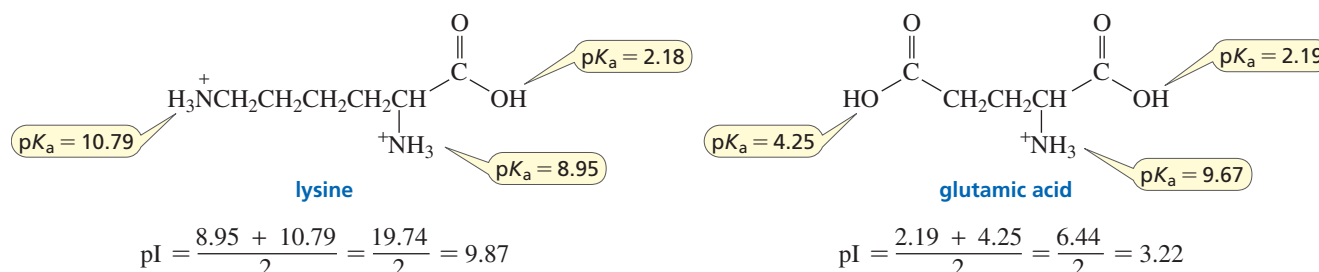 O
C
OH
pKa = 2.18
+
H3NCH2CH2CH2CH2CH
+NH3
pKa = 10.79
pKa = 8.95
lysine
pI = 8.95 + 10.79 / 2 = 19.74 / 2 = 9.87
O
C
HO
CH2CH2CH
O
C
OH
pKa = 2.19
+NH3
pKa = 4.25
pKa = 9.67
glutamic acid
pI = 2.19 + 4.25 / 2 = 6.44 / 2 = 3.22